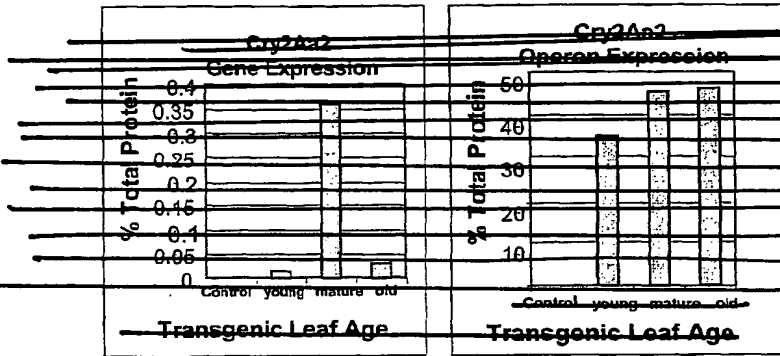 Cry2Aa2
Gene Expression
% Total Protein
0.4
0.35
0.3
0.25
0.2
0.15
0.1
0.05
0
Control young mature old
Transgenic Leaf Age
Cry2Aa2
Operon Expression
% Total Protein
50
40
30
20
10
Control young mature old
Transgenic Leaf Age